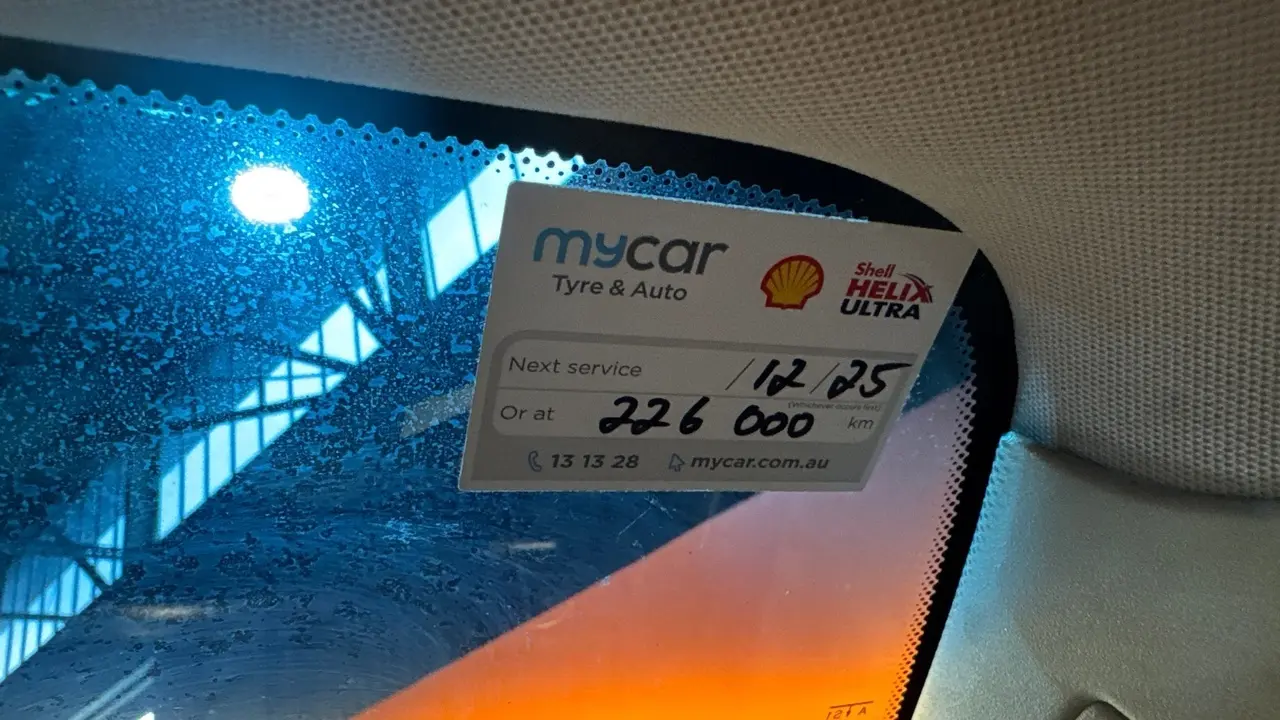 mycar
Tyre & Auto
Shell
HELIX
ULTRA
Next service /12/25
(Whichever occurs first)
Or at 226 000 km
13 13 28 mycar.com.au